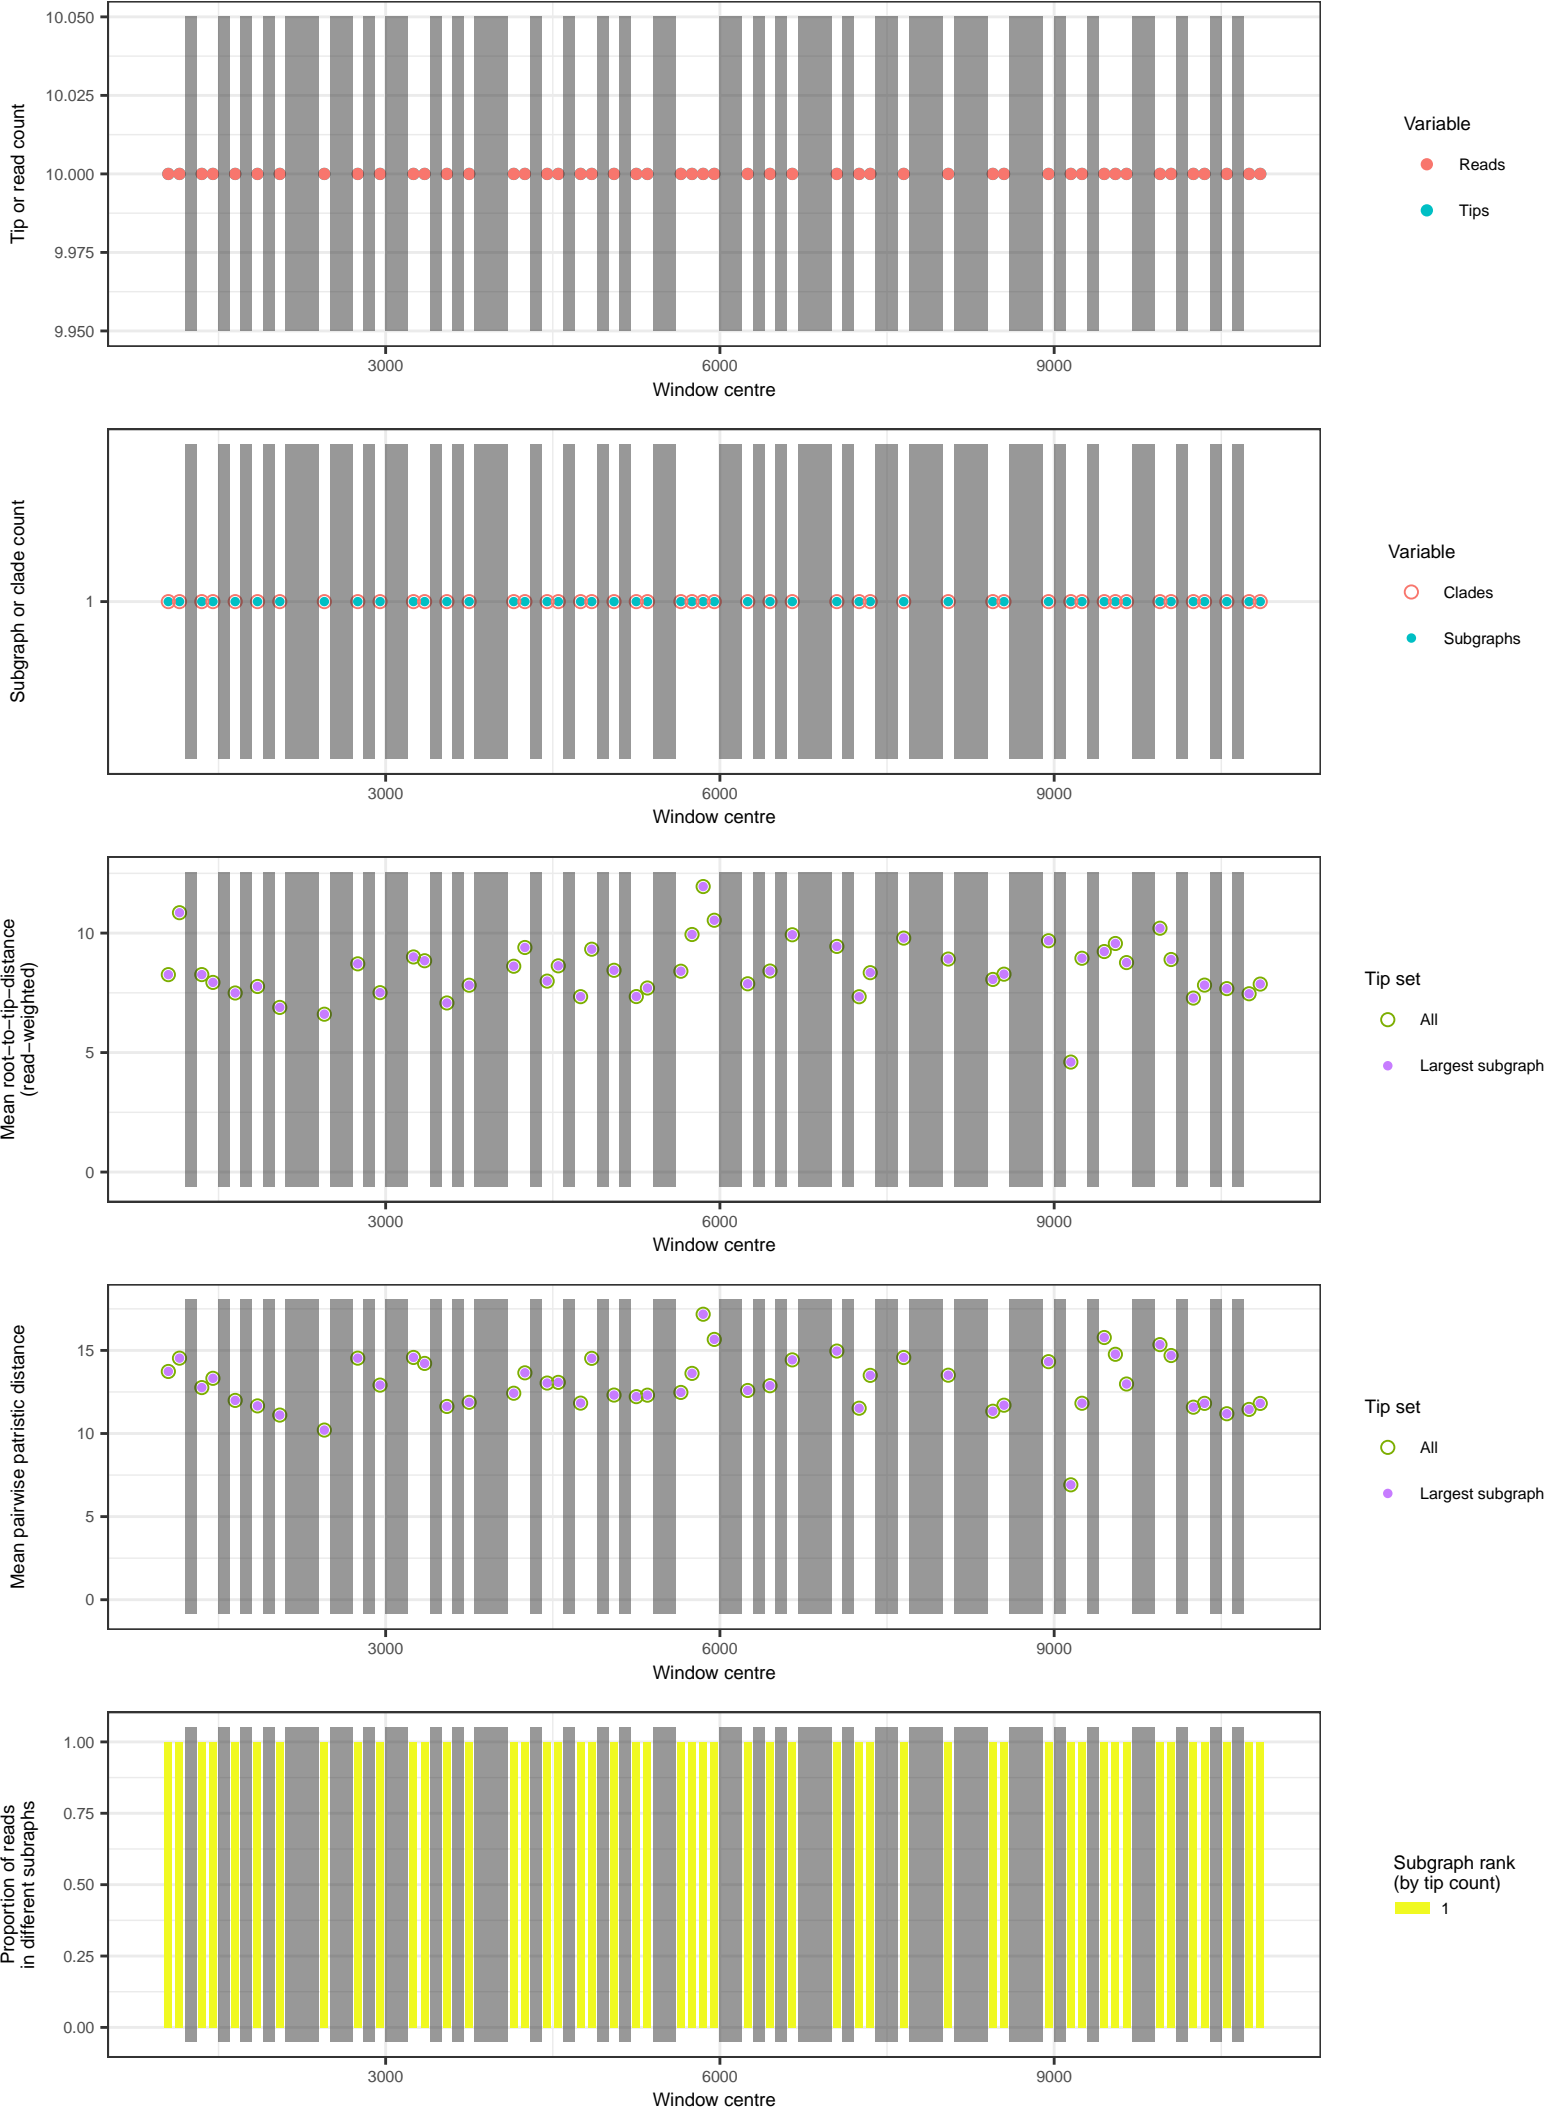 10.050
10.025
10.000
9.975
9.950
Tip or read count
3000
6000
9000
Window centre
Variable
Reads
Tips
1
Subgraph or clade count
3000
6000
9000
Window centre
Variable
Clades
Subgraphs
10
5
0
Mean root−to−tip−distance
(read−weighted)
3000
6000
9000
Window centre
Tip set
All
Largest subgraph
15
10
5
0
Mean pairwise patristic distance
3000
6000
9000
Window centre
Tip set
All
Largest subgraph
1.00
0.75
0.50
0.25
0.00
Proportion of reads
in different subraphs
3000
6000
9000
Window centre
Subgraph rank
(by tip count)
1